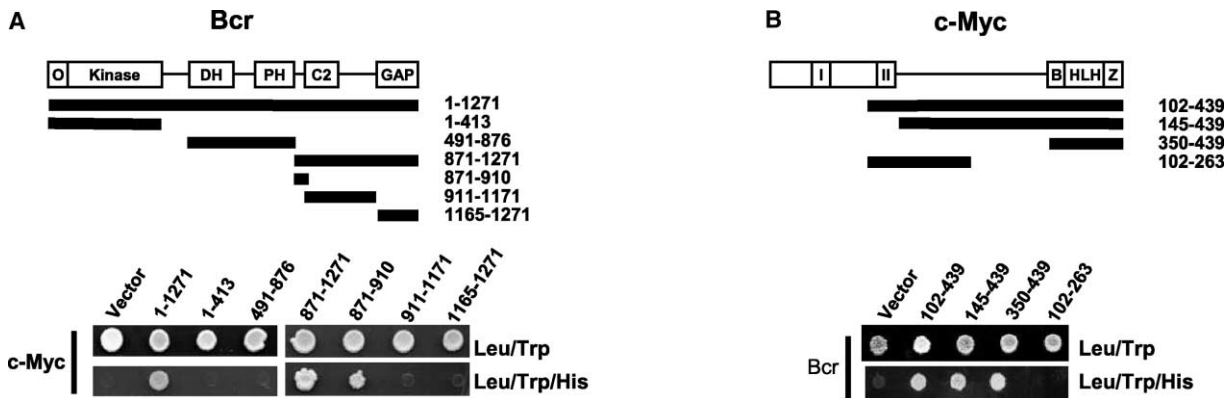 A
Bcr
O Kinase DH PH C2 GAP
1-1271
1-413
491-876
871-1271
871-910
911-1171
1165-1271
Vector 1-1271 1-413 491-876 871-1271 871-910 911-1171 1165-1271
c-Myc
Leu/Trp
Leu/Trp/His
B
c-Myc
I II B HLH Z
102-439
145-439
350-439
102-263
Vector 102-439 145-439 350-439 102-263
Bcr
Leu/Trp
Leu/Trp/His